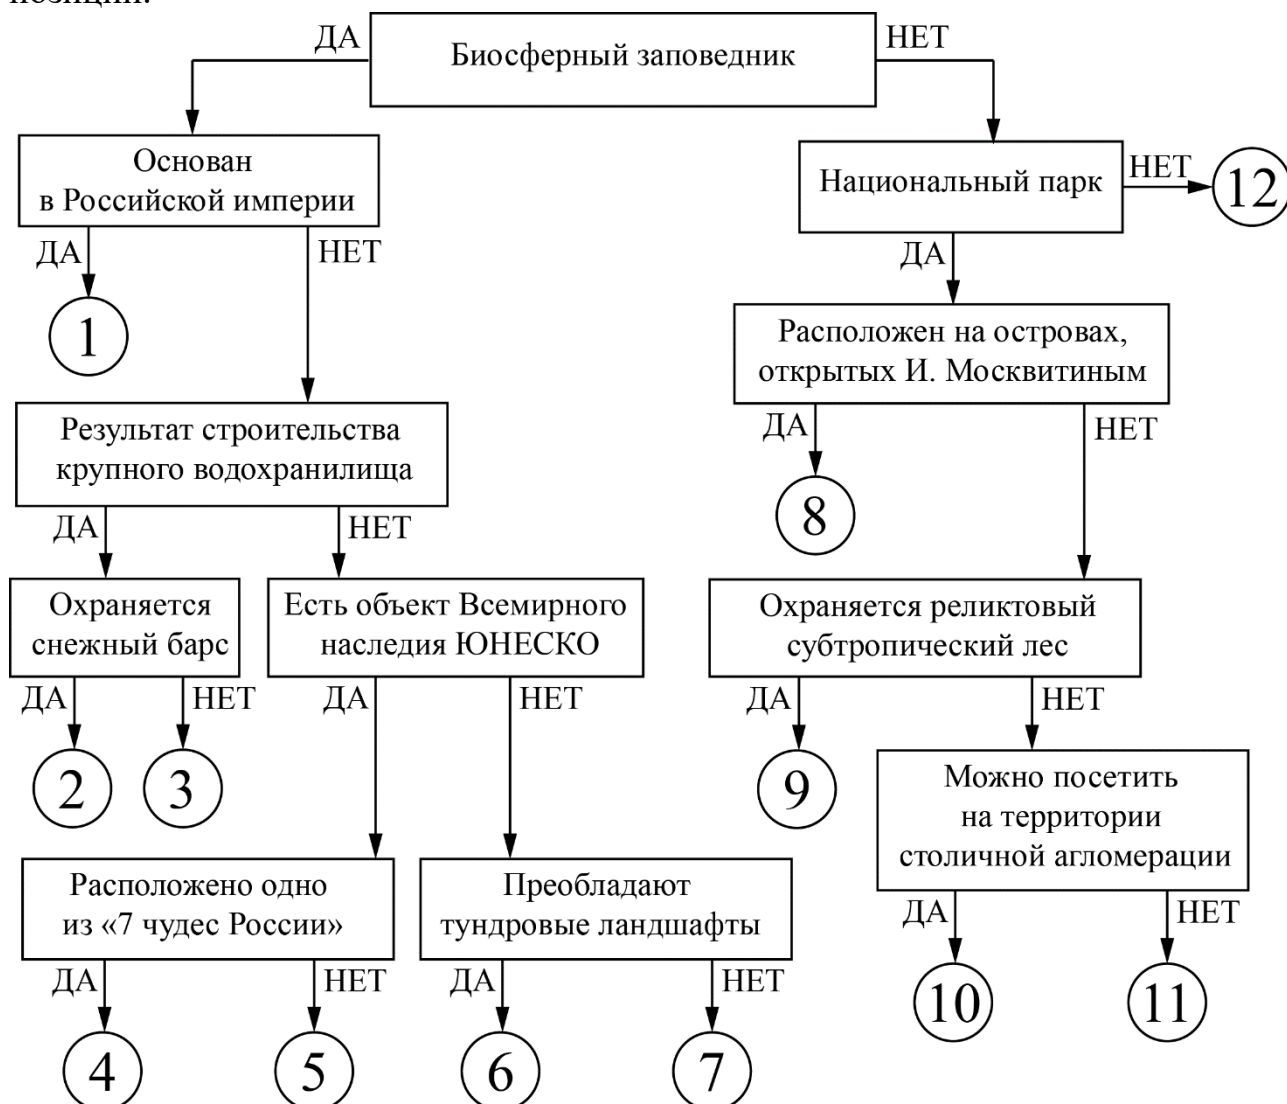 позиций.
ДА
Биосферный заповедник
НЕТ
Основан
в Российской империи
Национальный парк
НЕТ
12
ДА
НЕТ
ДА
1
Расположен на островах,
открытых И. Москвитиным
Результат строительства
крупного водохранилища
ДА
НЕТ
8
ДА
НЕТ
Охраняется
снежный барс
Есть объект Всемирного
наследия ЮНЕСКО
Охраняется реликтовый
субтропический лес
ДА
НЕТ
ДА
НЕТ
ДА
НЕТ
2
3
9
Можно посетить
на территории
столичной агломерации
Расположено одно
из «7 чудес России»
Преобладают
тундровые ландшафты
ДА
НЕТ
ДА
НЕТ
ДА
НЕТ
10
11
4
5
6
7